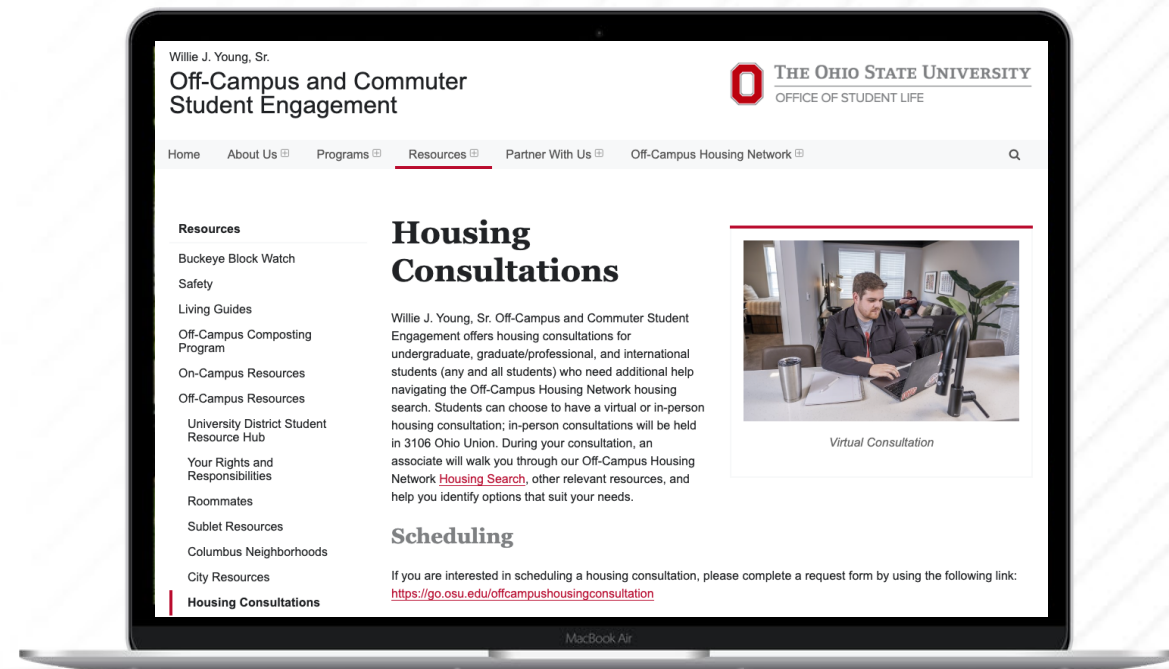 Willie J. Young, Sr.
Off-Campus and Commuter
Student Engagement
THE OHIO STATE UNIVERSITY
OFFICE OF STUDENT LIFE
Home About Us Programs Resources Partner With Us Off-Campus Housing Network
Resources
Buckeye Block Watch
Safety
Living Guides
Off-Campus Composting
Program
On-Campus Resources
Off-Campus Resources
University District Student
Resource Hub
Your Rights and
Responsibilities
Roommates
Sublet Resources
Columbus Neighborhoods
City Resources
Housing Consultations
Housing
Consultations
Willie J. Young, Sr. Off-Campus and Commuter Student
Engagement offers housing consultations for
undergraduate, graduate/professional, and international
students (any and all students) who need additional help
navigating the Off-Campus Housing Network housing
search. Students can choose to have a virtual or in-person
housing consultation; in-person consultations will be held
in 3106 Ohio Union. During your consultation, an
associate will walk you through our Off-Campus Housing
Network Housing Search, other relevant resources, and
help you identify options that suit your needs.
Virtual Consultation
Scheduling
If you are interested in scheduling a housing consultation, please complete a request form by using the following link:
https://go.osu.edu/offcampushousingconsultation
MacBook Air